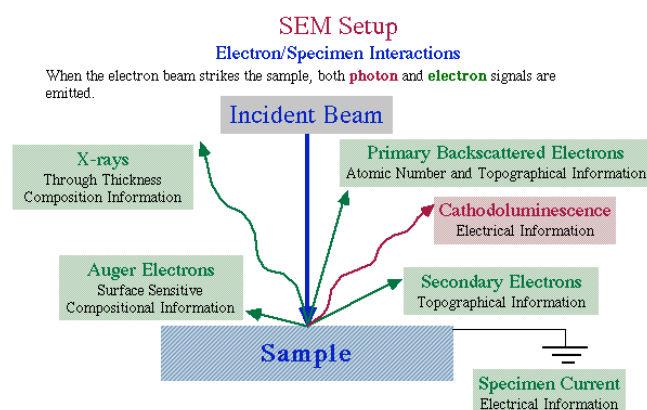 SEM Setup
Electron/Specimen Interactions
When the electron beam strikes the sample, both photon and electron signals are
emitted.
Incident Beam
X-rays
Through Thickness
Composition Information
Primary Backscattered Electrons
Atomic Number and Topographical Information
Cathodoluminescence
Electrical Information
Auger Electrons
Surface Sensitive
Compositional Information
Secondary Electrons
Topographical Information
Sample
Specimen Current
Electrical Information